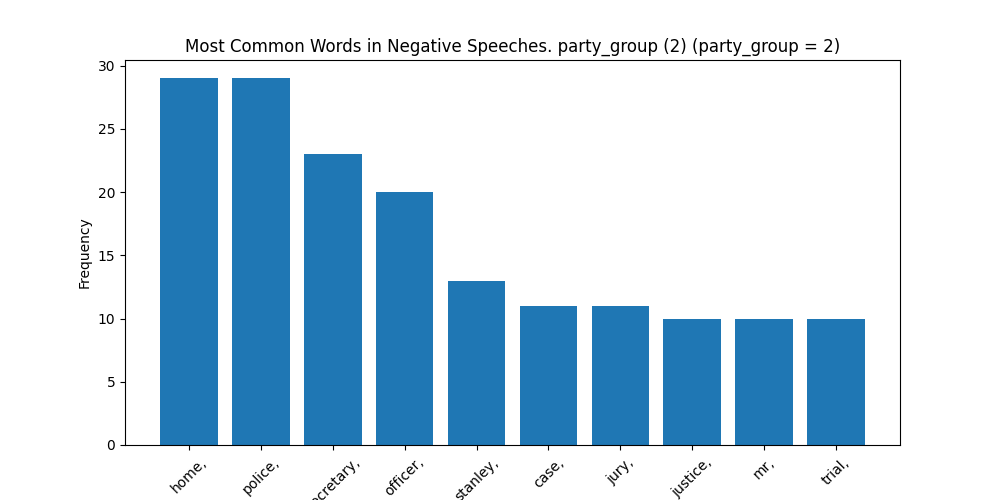 Most Common Words in Negative Speeches. party_group (2) (party_group = 2)
30
25
20
15
10
5
0
Frequency
home,
police,
ecretary,
officer,
stanley,
case,
jury,
justice,
mr,
trial,